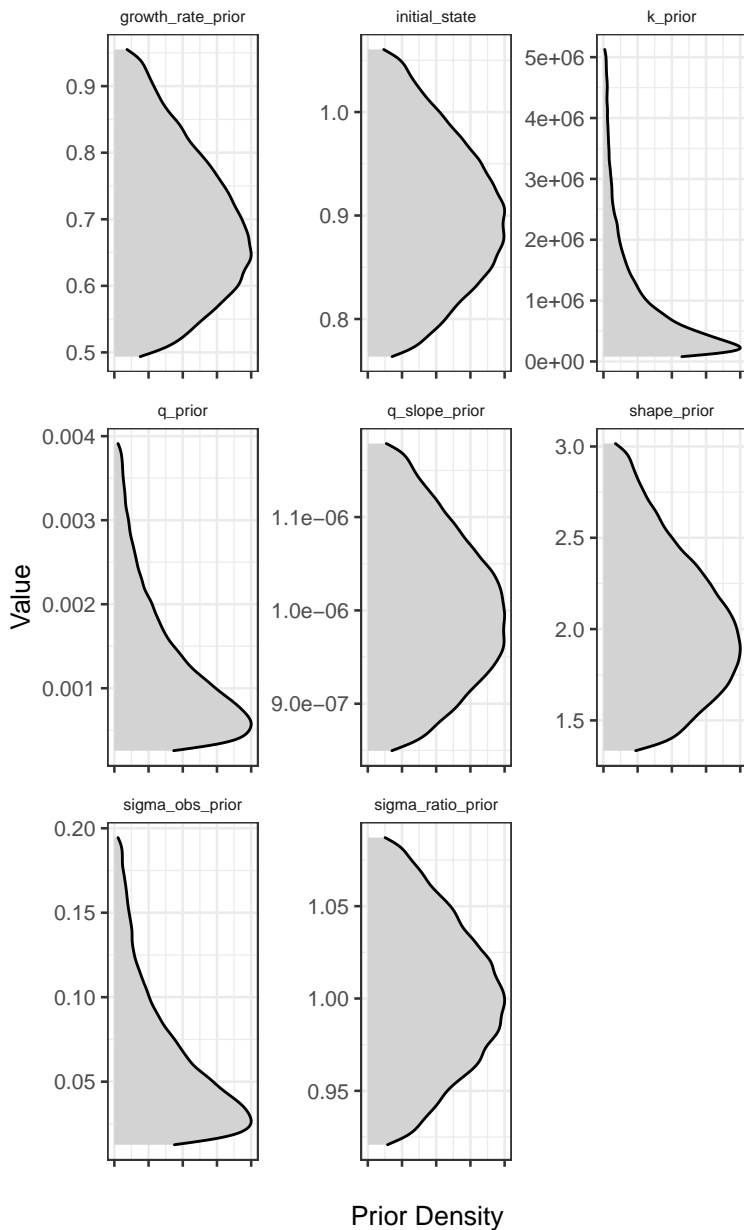 growth_rate_prior
initial_state
k_prior
0.9
0.8
0.7
0.6
0.5
1.0
0.9
0.8
5e+06
4e+06
3e+06
2e+06
1e+06
0e+00
q_prior
q_slope_prior
shape_prior
Value
0.004
0.003
0.002
0.001
1.1e−06
1.0e−06
9.0e−07
3.0
2.5
2.0
1.5
sigma_obs_prior
sigma_ratio_prior
0.20
0.15
0.10
0.05
1.05
1.00
0.95
Prior Density